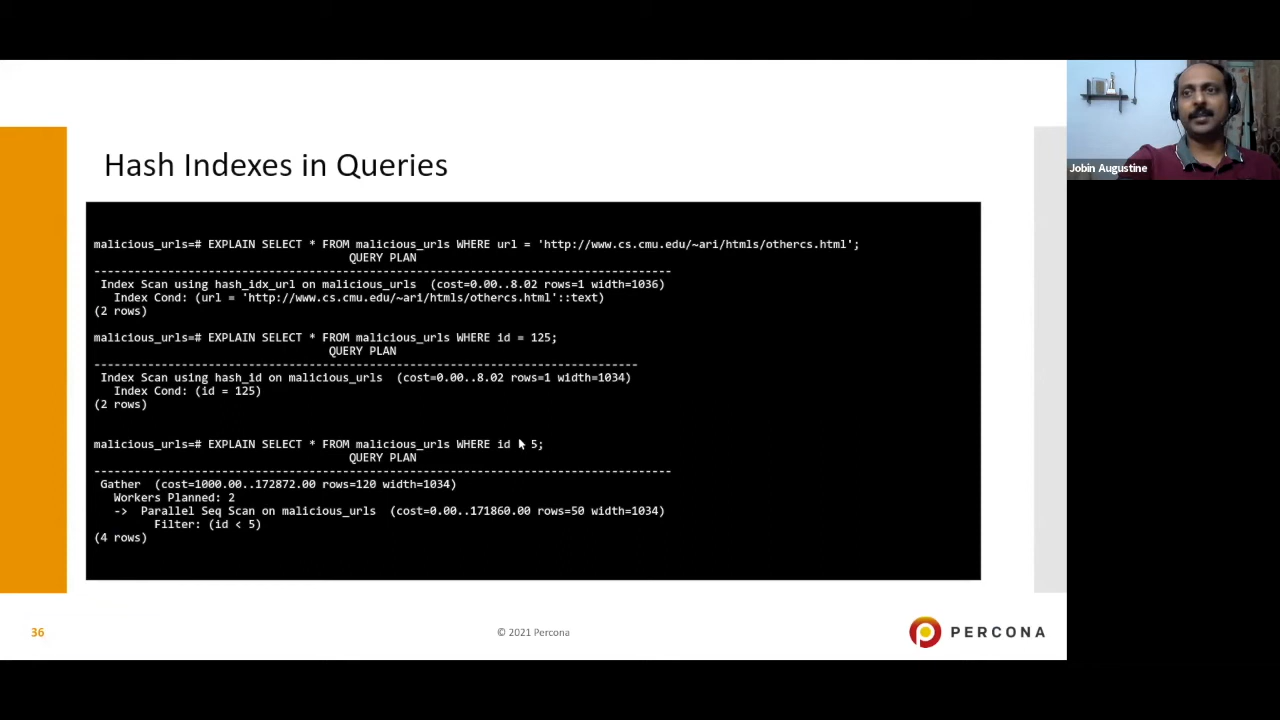 Hash Indexes in Queries
malicious_urls=# EXPLAIN SELECT * FROM malicious_urls WHERE url = 'http://www.cs.cmu.edu/~ari/htmls/othercs.html';
QUERY PLAN
-------------------------------------------------------------------------------------
Index Scan using hash_idx_url on malicious_urls (cost=0.00..8.02 rows=1 width=1036)
Index Cond: (url = 'http://www.cs.cmu.edu/~ari/htmls/othercs.html'::text)
(2 rows)
malicious_urls=# EXPLAIN SELECT * FROM malicious_urls WHERE id = 125;
QUERY PLAN
--------------------------------------------------------------------------------
Index Scan using hash_id on malicious_urls (cost=0.00..8.02 rows=1 width=1034)
Index Cond: (id = 125)
(2 rows)
malicious_urls=# EXPLAIN SELECT * FROM malicious_urls WHERE id 5;
QUERY PLAN
-------------------------------------------------------------------------------------
Gather (cost=1000.00..172872.00 rows=120 width=1034)
Workers Planned: 2
-> Parallel Seq Scan on malicious_urls (cost=0.00..171860.00 rows=50 width=1034)
Filter: (id < 5)
(4 rows)
36
© 2021 Percona
PERCONA
Jobin Augustine